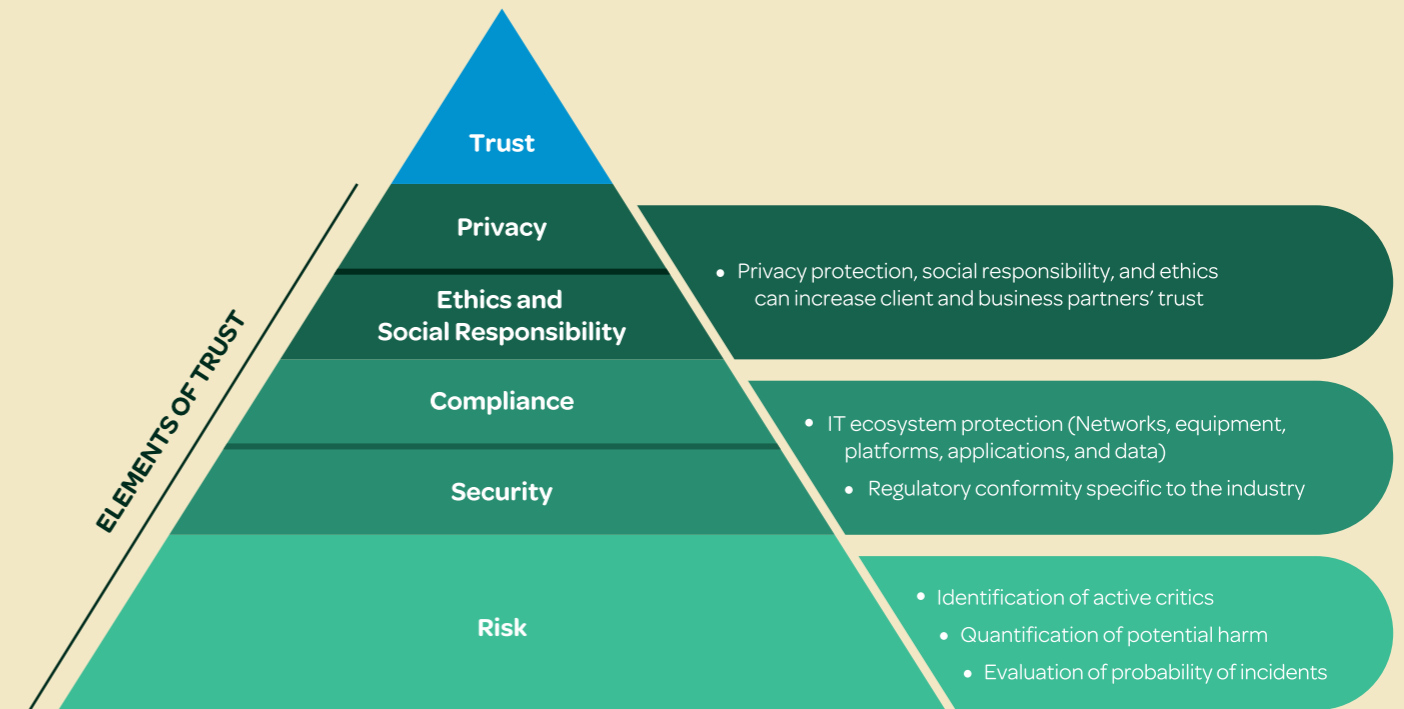 Trust
ELEMENTS OF TRUST
Privacy
Ethics and
Social Responsibility
• Privacy protection, social responsibility, and ethics
can increase client and business partners’ trust
Compliance
Security
• IT ecosystem protection (Networks, equipment,
platforms, applications, and data)
• Regulatory conformity specific to the industry
Risk
• Identification of active critics
• Quantification of potential harm
• Evaluation of probability of incidents